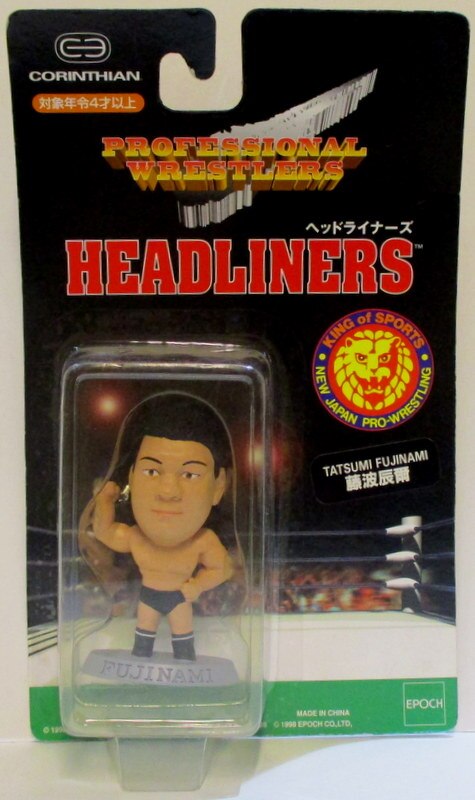 CORINTHIAN
対象年令4才以上
PROFESSIONAL
WRESTLERS
ヘッドライナーズ
HEADLINERS™
KING of SPORTS
NEW JAPAN PRO-WRESTLING
TATSUMI FUJINAMI
藤波辰爾
FUJINAMI
MADE IN CHINA
© 1998 EPOCH CO.,LTD.
EPOCH